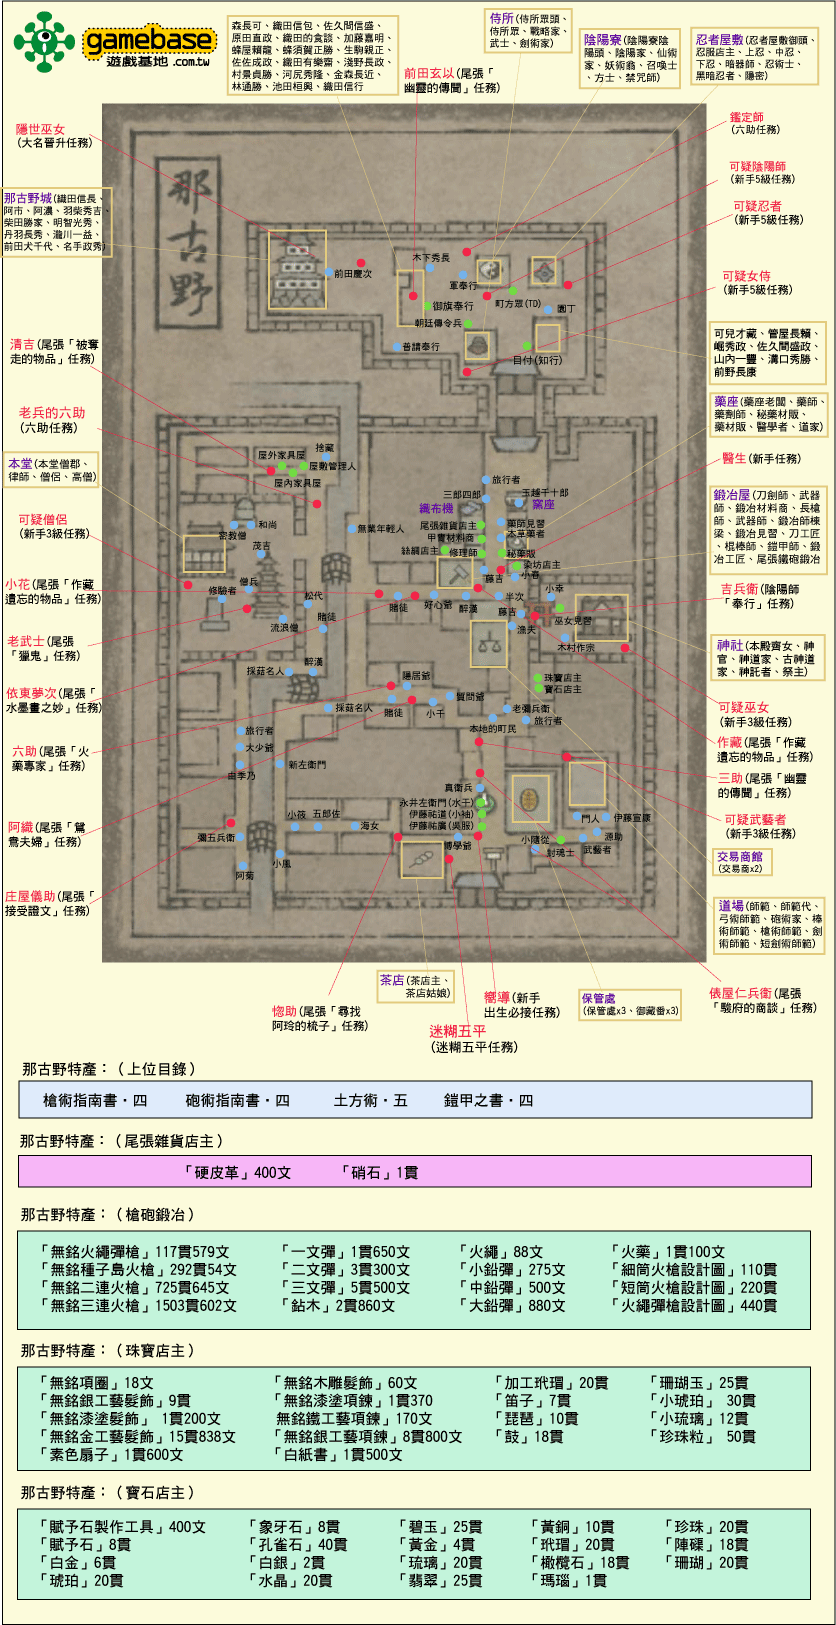 gamebase
遊戲基地.com.tw
森長可、織田信包、佐久間信盛、
原田直政、織田的食談、加藤嘉明、
蜂屋賴龍、蜂須賀正勝、生駒親正、
佐佐成政、織田有樂齋、淺野長政、
村景貞勝、河尻秀隆、金森長近、
林通勝、池田桓興、織田信行
侍所(侍所眾頭、
侍所眾、戰略家、
武士、劍術家)
陰陽寮(陰陽寮陰
陽頭、陰陽家、仙術
家、妖術翁、召喚士
、方士、禁咒師)
忍者屋敷(忍者屋敷御頭、
忍服店主、上忍、中忍、
下忍、暗器師、忍術士、
黑暗忍者、隱密)
前田玄以(尾張「
幽靈的傳聞」任務)
隱世巫女
(大名晉升任務)
鑑定師
(六助任務)
可疑陰陽師
(新手5級任務)
可疑忍者
(新手5級任務)
可疑女侍
(新手5級任務)
那古野城(織田信長、
阿市、阿濃、羽柴秀吉、
柴田勝家、明智光秀、
丹羽長秀、瀧川一益、
前田犬千代、名手政秀)
那古野
木下秀長
前田慶次
軍奉行
御旗奉行
町方眾(TD)
園丁
朝廷傳令兵
普請奉行
目付(知行)
可兒才藏、管屋長賴、
崛秀政、佐久間盛政、
山內一豐、溝口秀勝、
前野長康
清吉(尾張「被奪
走的物品」任務)
老兵的六助
(六助任務)
本堂(本堂僧郡、
律師、僧侶、高僧)
可疑僧侶
(新手3級任務)
小花(尾張「作藏
遺忘的物品」任務)
老武士(尾張
「獵鬼」任務)
依東夢次(尾張「
水墨畫之妙」任務)
六助(尾張「火
藥專家」任務)
阿織(尾張「鴛
鴦夫婦」任務)
庄屋儀助(尾張「
接受證文」任務)
藥座(藥座老闆、藥師、
藥劑師、秘藥材販、
藥材販、醫學者、道家)
醫生(新手任務)
鍛冶屋(刀創師、武器
師、鍛冶材料商、長槍
師、武器師、鍛冶師棟
梁、鍛冶見習、刀工匠
、棍棒師、鎧甲師、鍛
冶工匠、尾張鐵砲鍛冶
吉兵衛(陰陽師
「奉行」任務)
神社(本殿齊女、神
官、神道家、古神道
家、神託者、祭主)
可疑巫女
(新手3級任務)
作藏(尾張「作藏
遺忘的物品」任務)
三助(尾張「幽靈
的傳聞」任務)
可疑武藝者
(新手3級任務)
交易商館
(交易商x2)
道場(師範、師範代、
弓術師範、砲術家、棒
術師範、槍術師範、劍
術師範、短劍術師範)
捨藏
屋外家具屋
屋敷管理人
屋內家具屋
旅行者
三郎四郎
玉越千十郎
織布機
窯座
尾張雜貨店主
藥師見習
甲冑材料商
本草藥者
絲綢店主
修理師
秘藥販
染坊店主
藤吉
小春
無業年輕人
和尚
密教僧
茂吉
修驗者
僧兵
松代
流浪僧
賭徒
賭徒
好心爺
醉漢
半次
小幸
藤吉
巫女見習
漁夫
木村作宗
採菇名人
醉漢
隱居爺
賭徒
小千
質問爺
珠寶店主
寶石店主
老彌兵衛
旅行者
本地的町民
採菇名人
旅行者
大少爺
由季乃
新左衛門
真衛兵
永井左衛門(水王)
伊藤祐道(小袖)
伊藤祐廣(吳服)
博學爺
小筱
五郎佐
海女
彌五兵衛
阿菊
小風
門人
伊藤宣康
源助
武藝者
小隨從
刻魂士
茶店(茶店主、
茶店姑娘)
保管處
(保管處x3、御藏番x3)
惚助(尾張「尋找
阿玲的梳子」任務)
嚮導(新手
出生必接任務)
迷糊五平
(迷糊五平任務)
俵屋仁兵衛(尾張
「駿府的商談」任務)
那古野特產：（上位目錄）
槍術指南書・四 砲術指南書・四 土方術・五 鎧甲之書・四
那古野特產：（尾張雜貨店主）
「硬皮革」400文 「硝石」1貫
那古野特產：（槍砲鍛冶）
「無銘火繩彈槍」117貫579文 「一文彈」1貫650文 「火繩」88文 「火藥」1貫100文
「無銘種子島火槍」292貫54文 「二文彈」3貫300文 「小鉛彈」275文 「細筒火槍設計圖」110貫
「無銘二連火槍」725貫645文 「三文彈」5貫500文 「中鉛彈」500文 「短筒火槍設計圖」220貫
「無銘三連火槍」1503貫602文 「鉆木」2貫860文 「大鉛彈」880文 「火繩彈槍設計圖」440貫
那古野特產：（珠寶店主）
「無銘項圈」18文 「無銘木雕髮飾」60文 「加工玳瑁」20貫 「珊瑚玉」25貫
「無銘銀工藝髮飾」9貫 「無銘漆塗項鍊」1貫370 「笛子」7貫 「小琥珀」 30貫
「無銘漆塗髮飾」 1貫200文 無銘鐵工藝項鍊」170文 「琵琶」10貫 「小琉璃」12貫
「無銘金工藝髮飾」15貫838文 「無銘銀工藝項鍊」8貫800文 「鼓」18貫 「珍珠粒」 50貫
「素色扇子」1貫600文 「白紙書」1貫500文
那古野特產：（寶石店主）
「賦予石製作工具」400文 「象牙石」8貫 「碧玉」25貫 「黃銅」10貫 「珍珠」20貫
「賦予石」8貫 「孔雀石」40貫 「黃金」4貫 「玳瑁」20貫 「陣磲」18貫
「白金」6貫 「白銀」2貫 「琉璃」20貫 「橄欖石」18貫 「珊瑚」20貫
「琥珀」20貫 「水晶」20貫 「翡翠」25貫 「瑪瑙」1貫